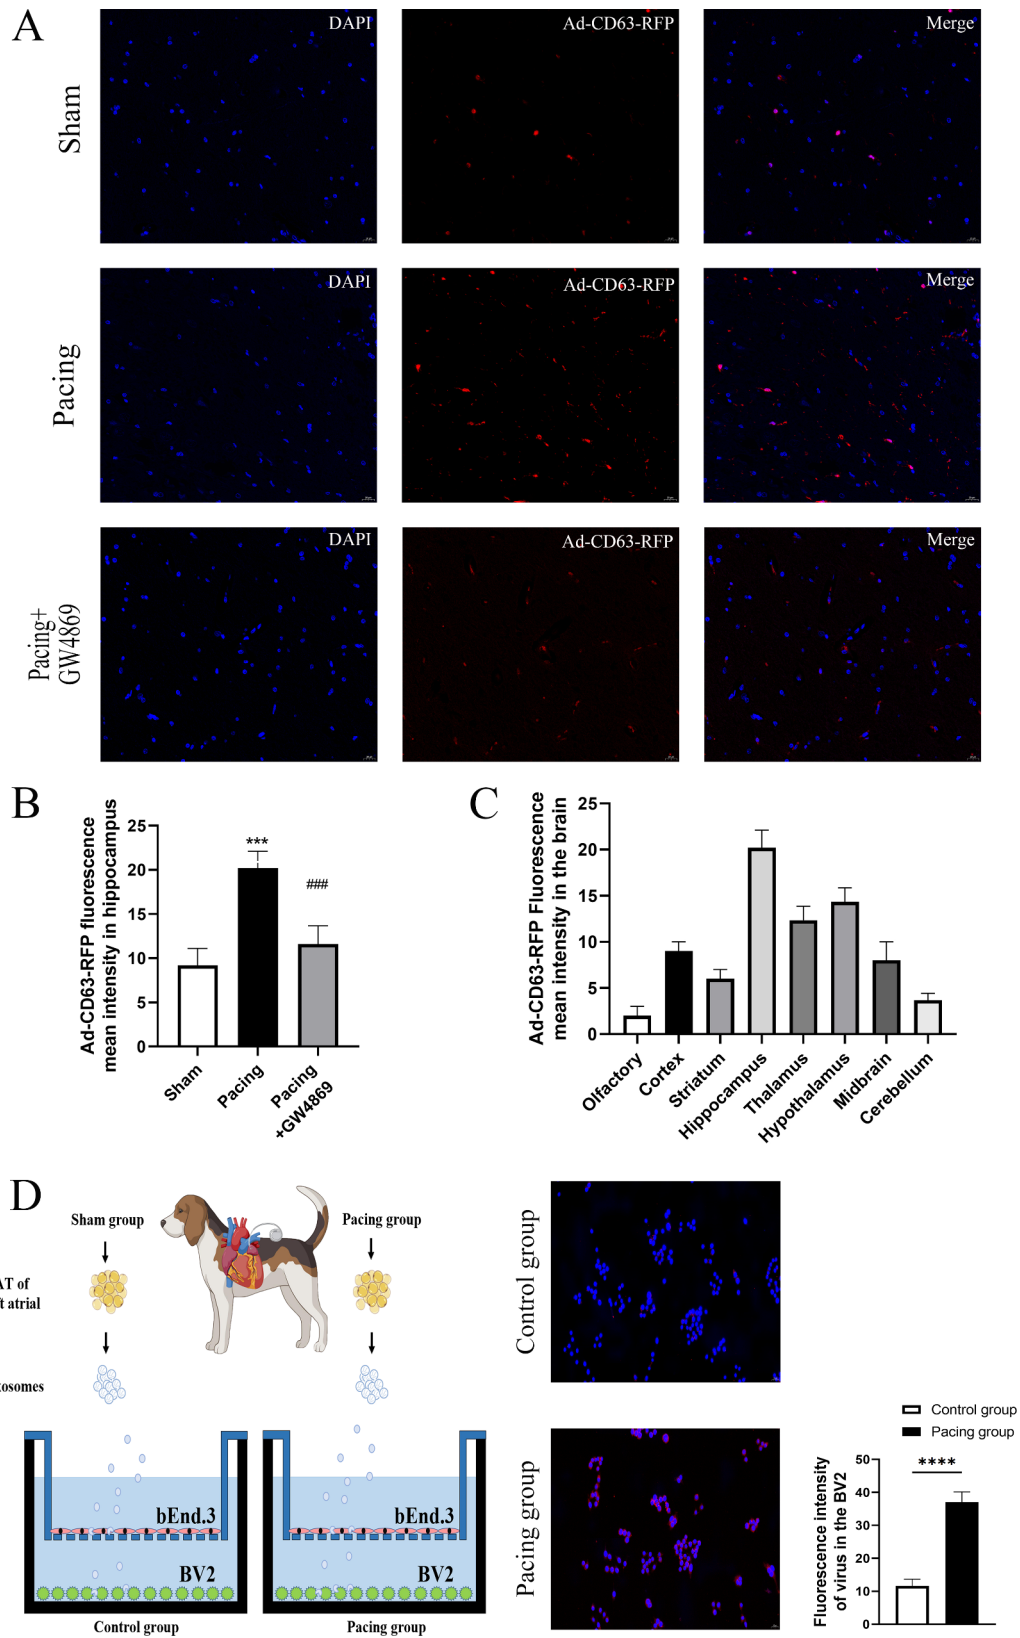 A
DAPI
Ad-CD63-RFP
Merge
Sham
DAPI
Ad-CD63-RFP
Merge
Pacing
DAPI
Ad-CD63-RFP
Merge
Pacing+
GW4869
B
Ad-CD63-RFP fluorescence
mean intensity in hippocampus
25
20
15
10
5
0
***
###
Sham
Pacing
Pacing
+GW4869
C
Ad-CD63-RFP Fluorescence
mean intensity in the brain
25
20
15
10
5
0
Olfactory
Cortex
Striatum
Hippocampus
Thalamus
Hypothalamus
Midbrain
Cerebellum
D
Sham group
Pacing group
AT of
ft atrial
xosomes
bEnd.3
BV2
Control group
bEnd.3
BV2
Pacing group
Control group
Pacing group
Control group
Pacing group
Fluorescence intensity
of virus in the BV2
50
40
30
20
10
0
****